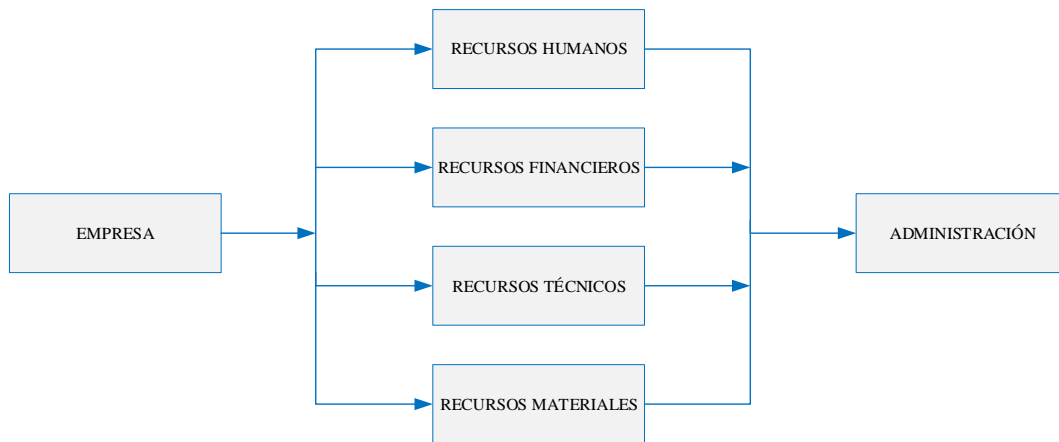 EMPRESA
RECURSOS HUMANOS
RECURSOS FINANCIEROS
RECURSOS TÉCNICOS
RECURSOS MATERIALES
ADMINISTRACIÓN